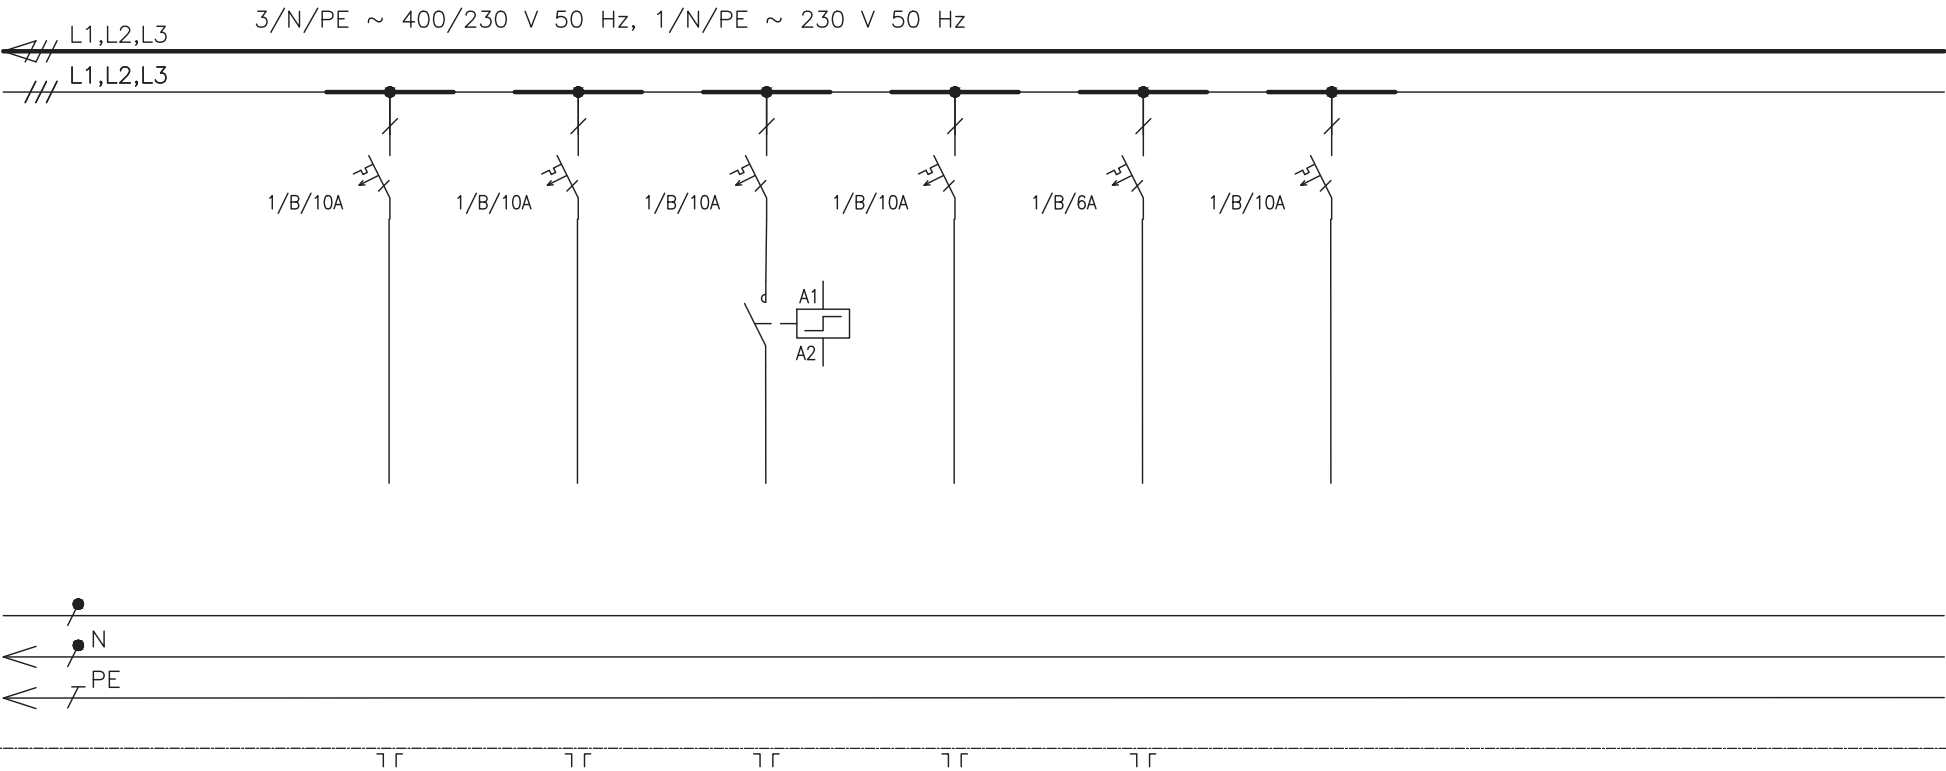 3/N/PE ~ 400/230 V 50 Hz, 1/N/PE ~ 230 V 50 Hz
L1,L2,L3
L1,L2,L3
1/B/10A 1/B/10A 1/B/10A 1/B/10A 1/B/6A 1/B/10A
A1
A2
N
PE